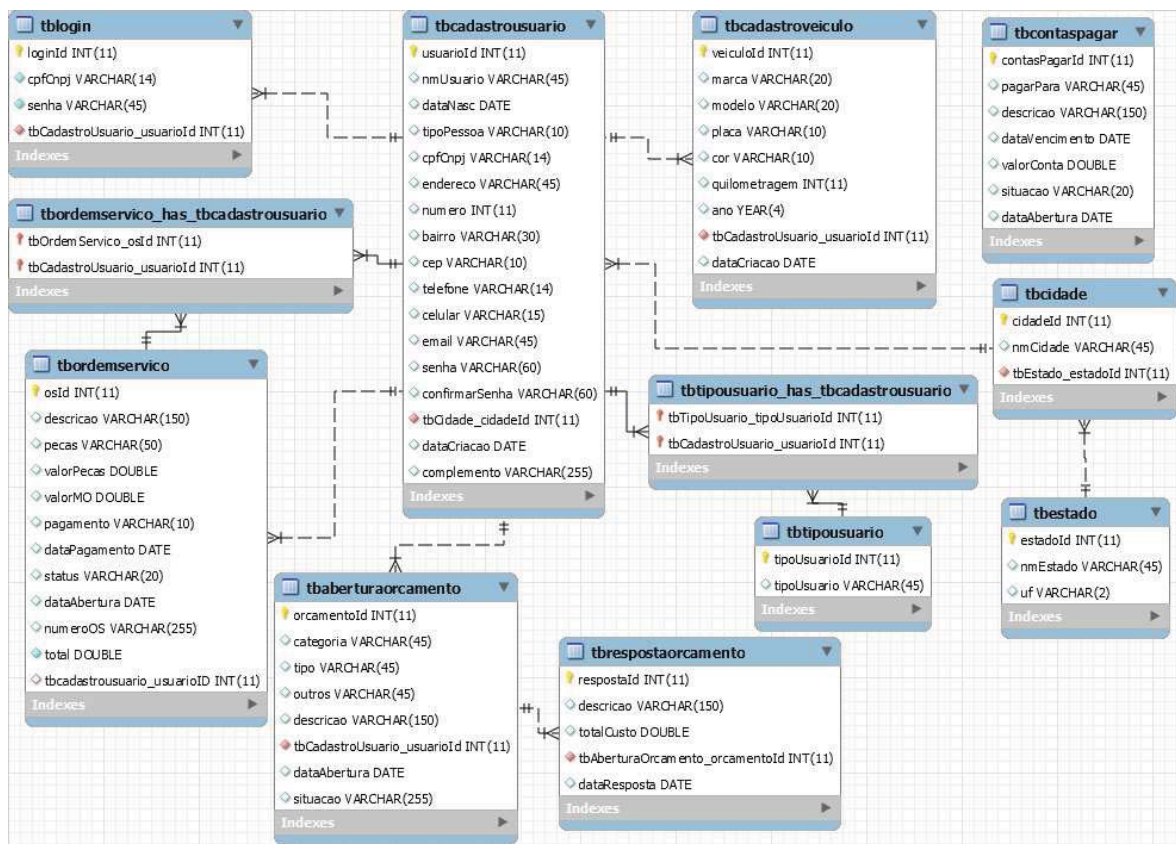 tblogin
loginId INT(11)
cpfCnpj VARCHAR(14)
senha VARCHAR(45)
tbCadastroUsuario_usuarioId INT(11)
Indexes
tbordemservico_has_tbcadastrousuario
tbOrdemServico_osId INT(11)
tbCadastroUsuario_usuarioId INT(11)
Indexes
tbordemservico
osId INT(11)
descricao VARCHAR(150)
pecas VARCHAR(50)
valorPecas DOUBLE
valorMO DOUBLE
pagamento VARCHAR(10)
dataPagamento DATE
status VARCHAR(20)
dataAbertura DATE
numeroOS VARCHAR(255)
total DOUBLE
tbcadastrousuario_usuarioID INT(11)
Indexes
tbcadastrousuario
usuarioId INT(11)
nmUsuario VARCHAR(45)
dataNasc DATE
tipoPessoa VARCHAR(10)
cpfCnpj VARCHAR(14)
endereco VARCHAR(45)
numero INT(11)
bairro VARCHAR(30)
cep VARCHAR(10)
telefone VARCHAR(14)
celular VARCHAR(15)
email VARCHAR(45)
senha VARCHAR(60)
confirmarSenha VARCHAR(60)
tbCidade_cidadeId INT(11)
dataCriacao DATE
complemento VARCHAR(255)
Indexes
tbaberturaorcamento
orcamentoId INT(11)
categoria VARCHAR(45)
tipo VARCHAR(45)
outros VARCHAR(45)
descricao VARCHAR(150)
tbCadastroUsuario_usuarioId INT(11)
dataAbertura DATE
situacao VARCHAR(255)
Indexes
tbcadastroveiculo
veiculoId INT(11)
marca VARCHAR(20)
modelo VARCHAR(20)
placa VARCHAR(10)
cor VARCHAR(10)
quilometragem INT(11)
ano YEAR(4)
tbCadastroUsuario_usuarioId INT(11)
dataCriacao DATE
Indexes
tbtipousuario_has_tbcadastrousuario
tbTipoUsuario_tipoUsuarioId INT(11)
tbCadastroUsuario_usuarioId INT(11)
Indexes
tbtipousuario
tipoUsuarioId INT(11)
tipoUsuario VARCHAR(45)
Indexes
tbrespostaorcamento
respostaId INT(11)
descricao VARCHAR(150)
totalCusto DOUBLE
tbAberturaOrcamento_orcamentoId INT(11)
dataResposta DATE
Indexes
tbcontaspagar
contasPagarId INT(11)
pagarPara VARCHAR(45)
descricao VARCHAR(150)
dataVencimento DATE
valorConta DOUBLE
situacao VARCHAR(20)
dataAbertura DATE
Indexes
tbcidade
cidadeId INT(11)
nmCidade VARCHAR(45)
tbEstado_estadoId INT(11)
Indexes
tbestado
estadoId INT(11)
nmEstado VARCHAR(45)
uf VARCHAR(2)
Indexes